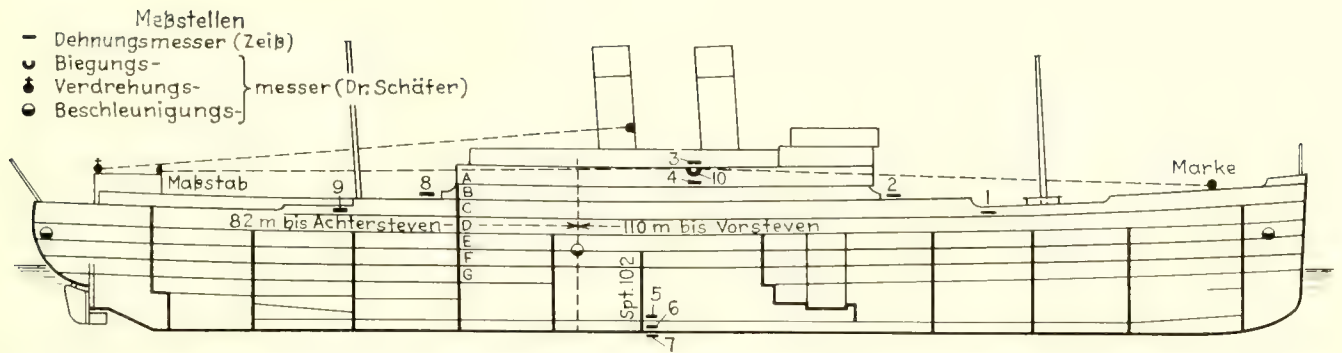 Maßstellen
Dehnungsmesser (Zeiß)
Biegungs-
Verdrehungs- messer (Dr. Schäfer)
Beschleunigungs-
Maßstab
Marke
9
8
3
4
10
2
1
A
B
C
D
E
F
G
82 m bis Achtersteven
110 m bis Vorsteven
Spt. 102
5
6
7